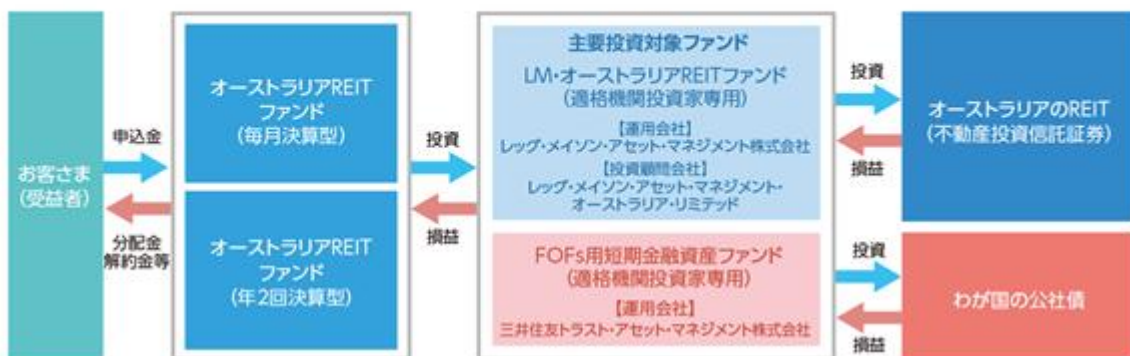 お客さま
(受益者)
申込金
分配金
解約金等
オーストラリアREIT
ファンド
(毎月決算型)
オーストラリアREIT
ファンド
(年2回決算型)
投資
損益
主要投資対象ファンド
LM・オーストラリアREITファンド
(適格機関投資家専用)
【運用会社】
レッグ・メイソン・アセット・マネジメント株式会社
【投資顧問会社】
レッグ・メイソン・アセット・マネジメント・
オーストラリア・リミテッド
FOFs用短期金融資産ファンド
(適格機関投資家専用)
【運用会社】
三井住友トラスト・アセット・マネジメント株式会社
投資
損益
オーストラリアのREIT
(不動産投資信託証券)
投資
損益
わが国の公社債